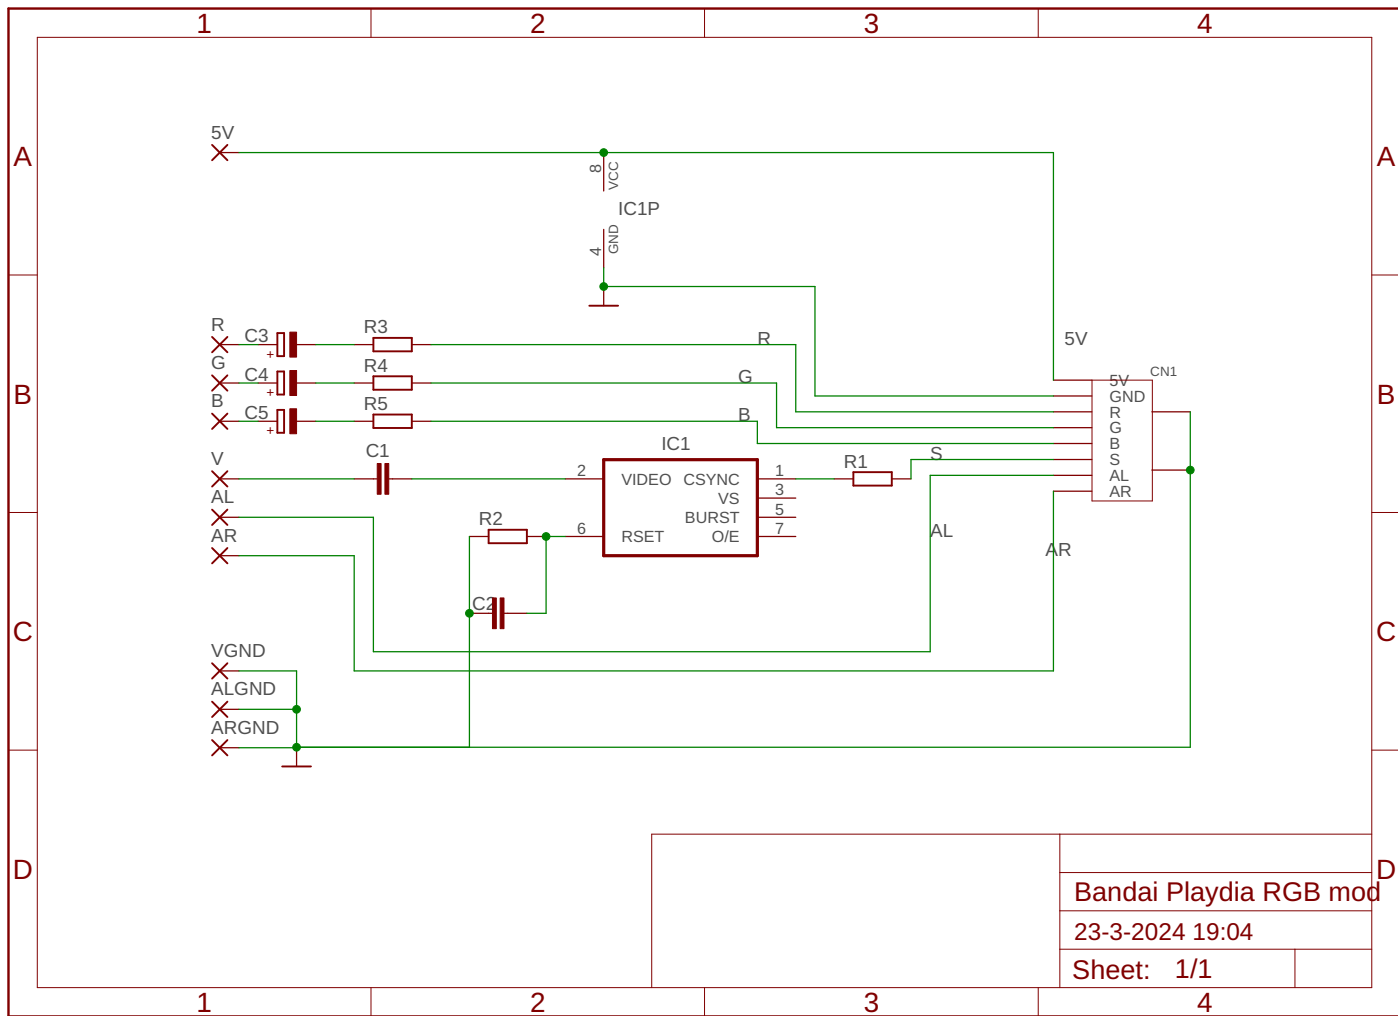 1 2 3 4
A A
5V
8 VCC
IC1P
4 GND
R C3 + R3 R
5V
G C4 + R4 G
CN1
B B
B C5 + R5 B
5V
GND
R
G
B
S
AL
AR
V C1
IC1
2 VIDEO CSYNC 1
VS 3
BURST 5
6 RSET O/E 7
R1 S
AL
AR
R2
AL
AR
C2
C C
VGND
ALGND
ARGND
D D
Bandai Playdia RGB mod
23-3-2024 19:04
Sheet: 1/1
1 2 3 4